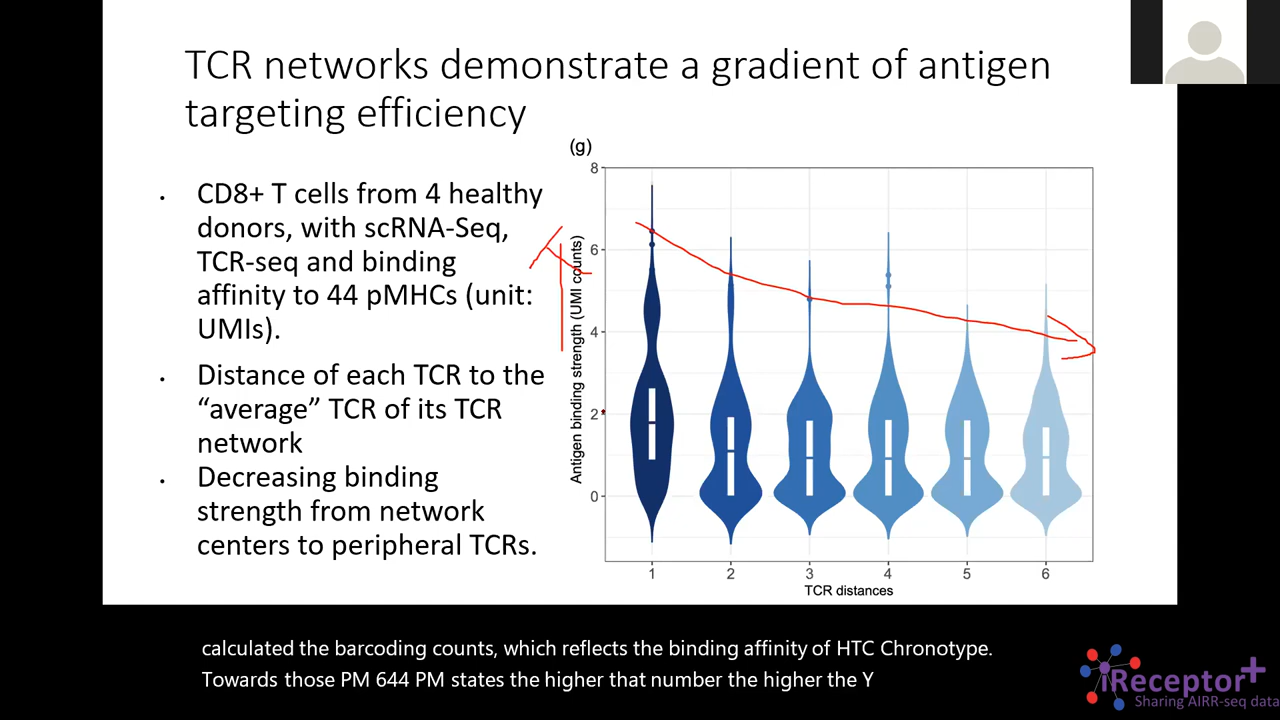 TCR networks demonstrate a gradient of antigen
targeting efficiency
• CD8+ T cells from 4 healthy
donors, with scRNA-Seq,
TCR-seq and binding
affinity to 44 pMHCs (unit:
UMIs).
• Distance of each TCR to the
“average” TCR of its TCR
network
• Decreasing binding
strength from network
centers to peripheral TCRs.
(g)
Antigen binding strength (UMI counts)
8
6
4
2
0
1 2 3 4 5 6
TCR distances
calculated the barcoding counts, which reflects the binding affinity of HTC Chronotype.
Towards those PM 644 PM states the higher that number the higher the Y
iReceptor+
Sharing AIRR-seq data